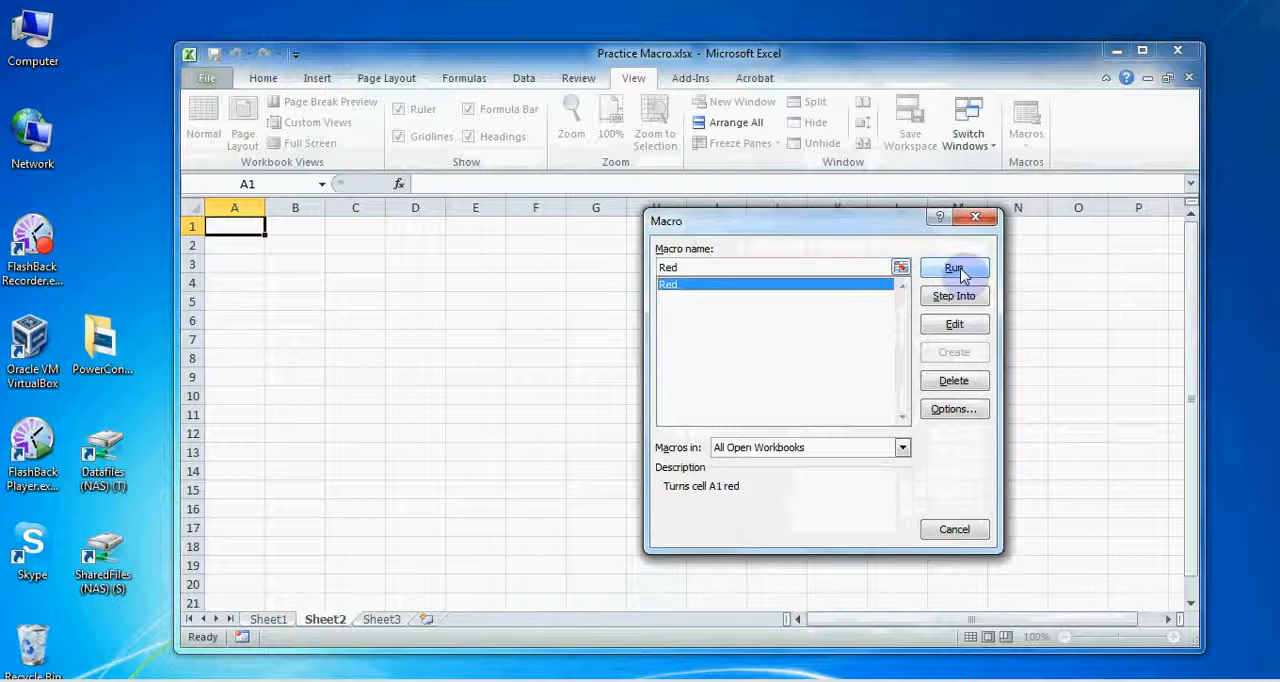 Practice Macro.xlsx - Microsoft Excel
File Home Insert Page Layout Formulas Data Review View Add-Ins Acrobat
Normal
Page Layout
Page Break Preview
Custom Views
Full Screen
Workbook Views
Ruler
Formula Bar
Gridlines
Headings
Show
Zoom
100%
Zoom to Selection
Zoom
New Window
Arrange All
Freeze Panes
Split
Hide
Unhide
Save Workspace
Switch Windows
Window
Macros
Macros
A1
fx
A B C D E F G N O P
1
2
3
4
5
6
7
8
9
10
11
12
13
14
15
16
17
18
19
20
21
Macro
Macro name:
Red
Red
Run
Step Into
Edit
Create
Delete
Options...
Macros in: All Open Workbooks
Description
Turns cell A1 red
Cancel
Sheet1 Sheet2 Sheet3
Ready
100%
Computer
Network
FlashBack
Recorder.e...
Oracle VM
VirtualBox
PowerCon...
FlashBack
Player.ex...
Datafiles
(NAS) (T)
Skype
SharedFiles
(NAS) (S)
Recycle Bin